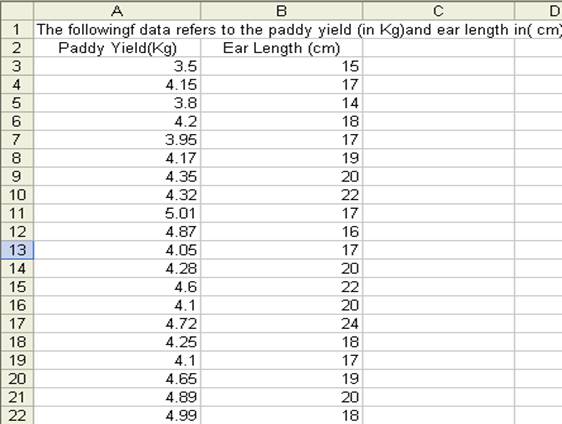 A B C D
1 The followingf data refers to the paddy yield (in Kg)and ear length in( cm)
2 Paddy Yield(Kg) Ear Length (cm)
3 3.5 15
4 4.15 17
5 3.8 14
6 4.2 18
7 3.95 17
8 4.17 19
9 4.35 20
10 4.32 22
11 5.01 17
12 4.87 16
13 4.05 17
14 4.28 20
15 4.6 22
16 4.1 20
17 4.72 24
18 4.25 18
19 4.1 17
20 4.65 19
21 4.89 20
22 4.99 18